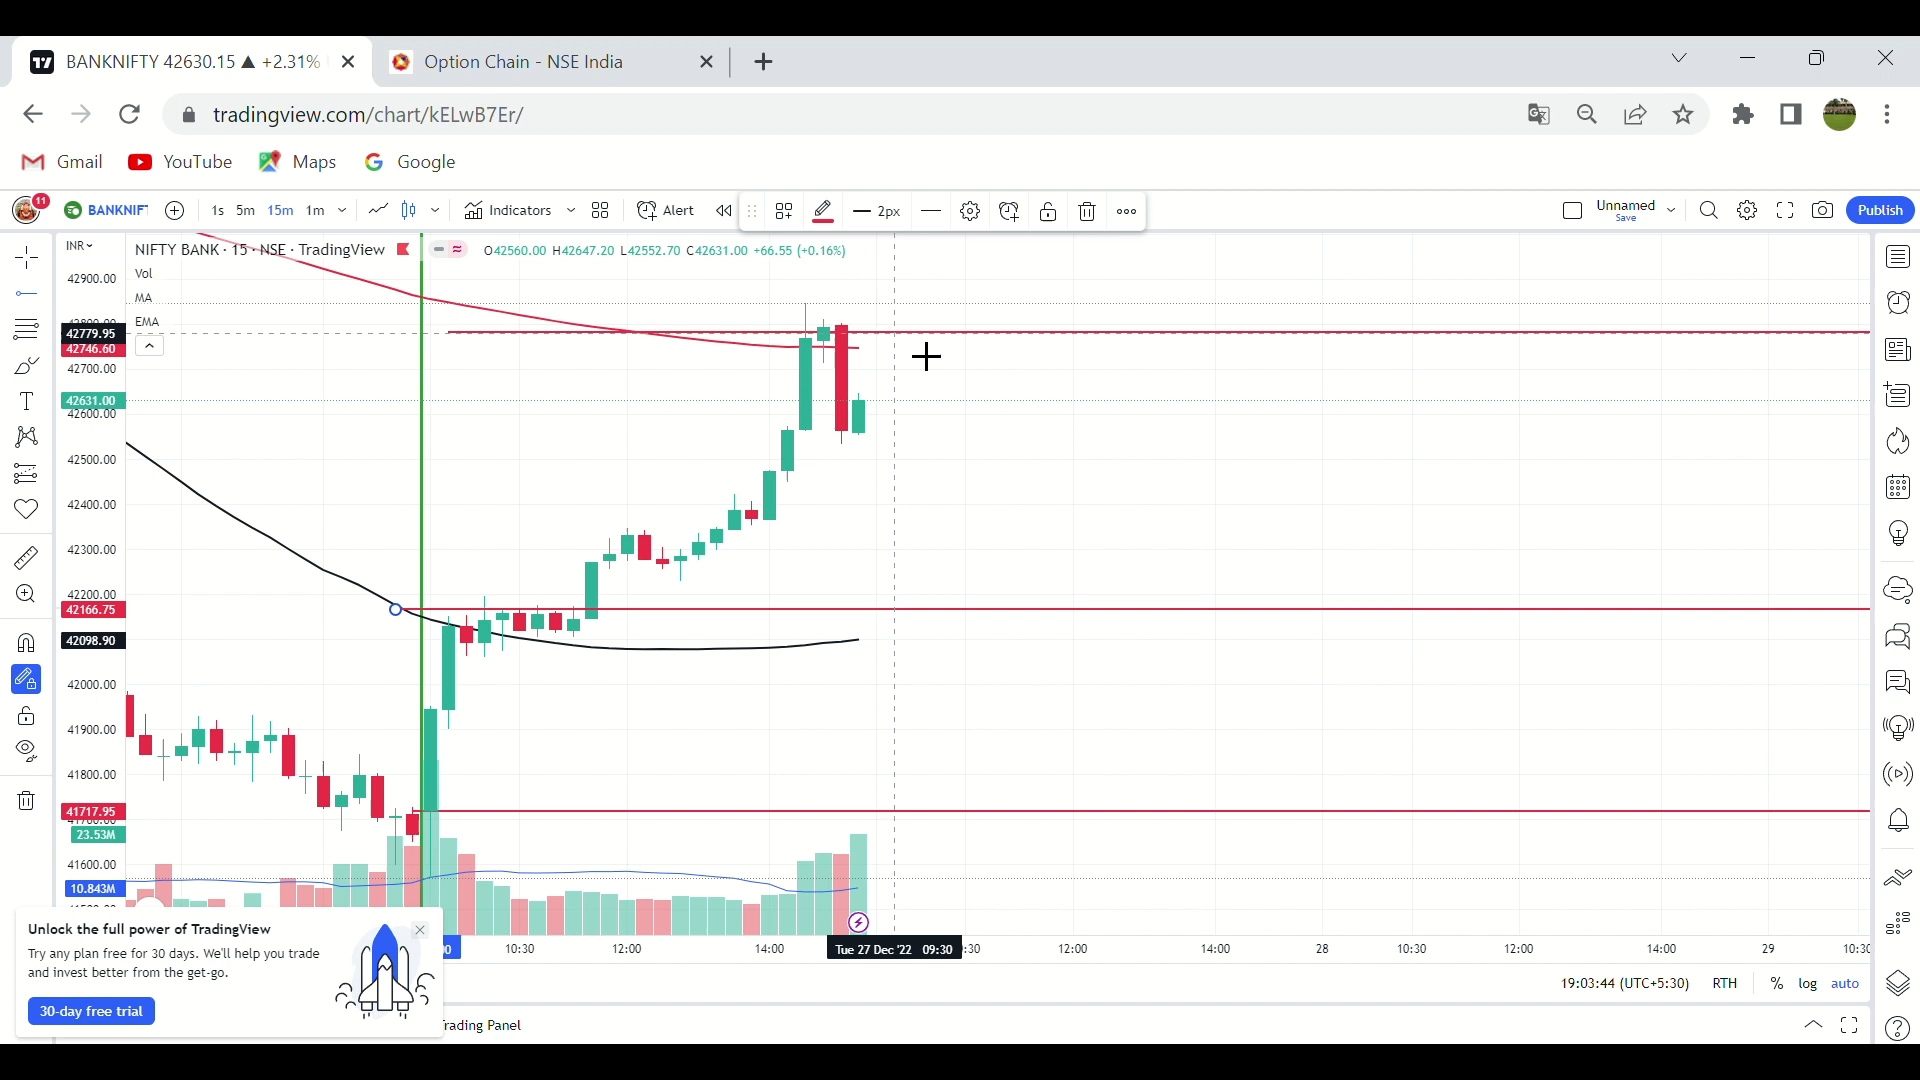 BANKNIFTY 42630.15 ▲ +2.31%
Option Chain - NSE India
tradingview.com/chart/kELwB7Er/
Gmail
YouTube
Maps
Google
11
BANKNIF
1s
5m
15m
1m
Indicators
Alert
2px
Unnamed
Save
Publish
INR
NIFTY BANK · 15 · NSE · TradingView
O42560.00 H42647.20 L42552.70 C42631.00 +66.55 (+0.16%)
Vol
MA
EMA
42900.00
42779.95
42746.60
42700.00
42631.00
42600.00
42500.00
42400.00
42300.00
42200.00
42166.75
42098.90
42000.00
41900.00
41800.00
41717.95
23.53M
41600.00
10.843M
Unlock the full power of TradingView
Try any plan free for 30 days. We'll help you trade
and invest better from the get-go.
30-day free trial
10:30
12:00
14:00
Tue 27 Dec '22 09:30
:30
12:00
14:00
28
10:30
12:00
14:00
29
10:30
19:03:44 (UTC+5:30)
RTH
%
log
auto
rading Panel